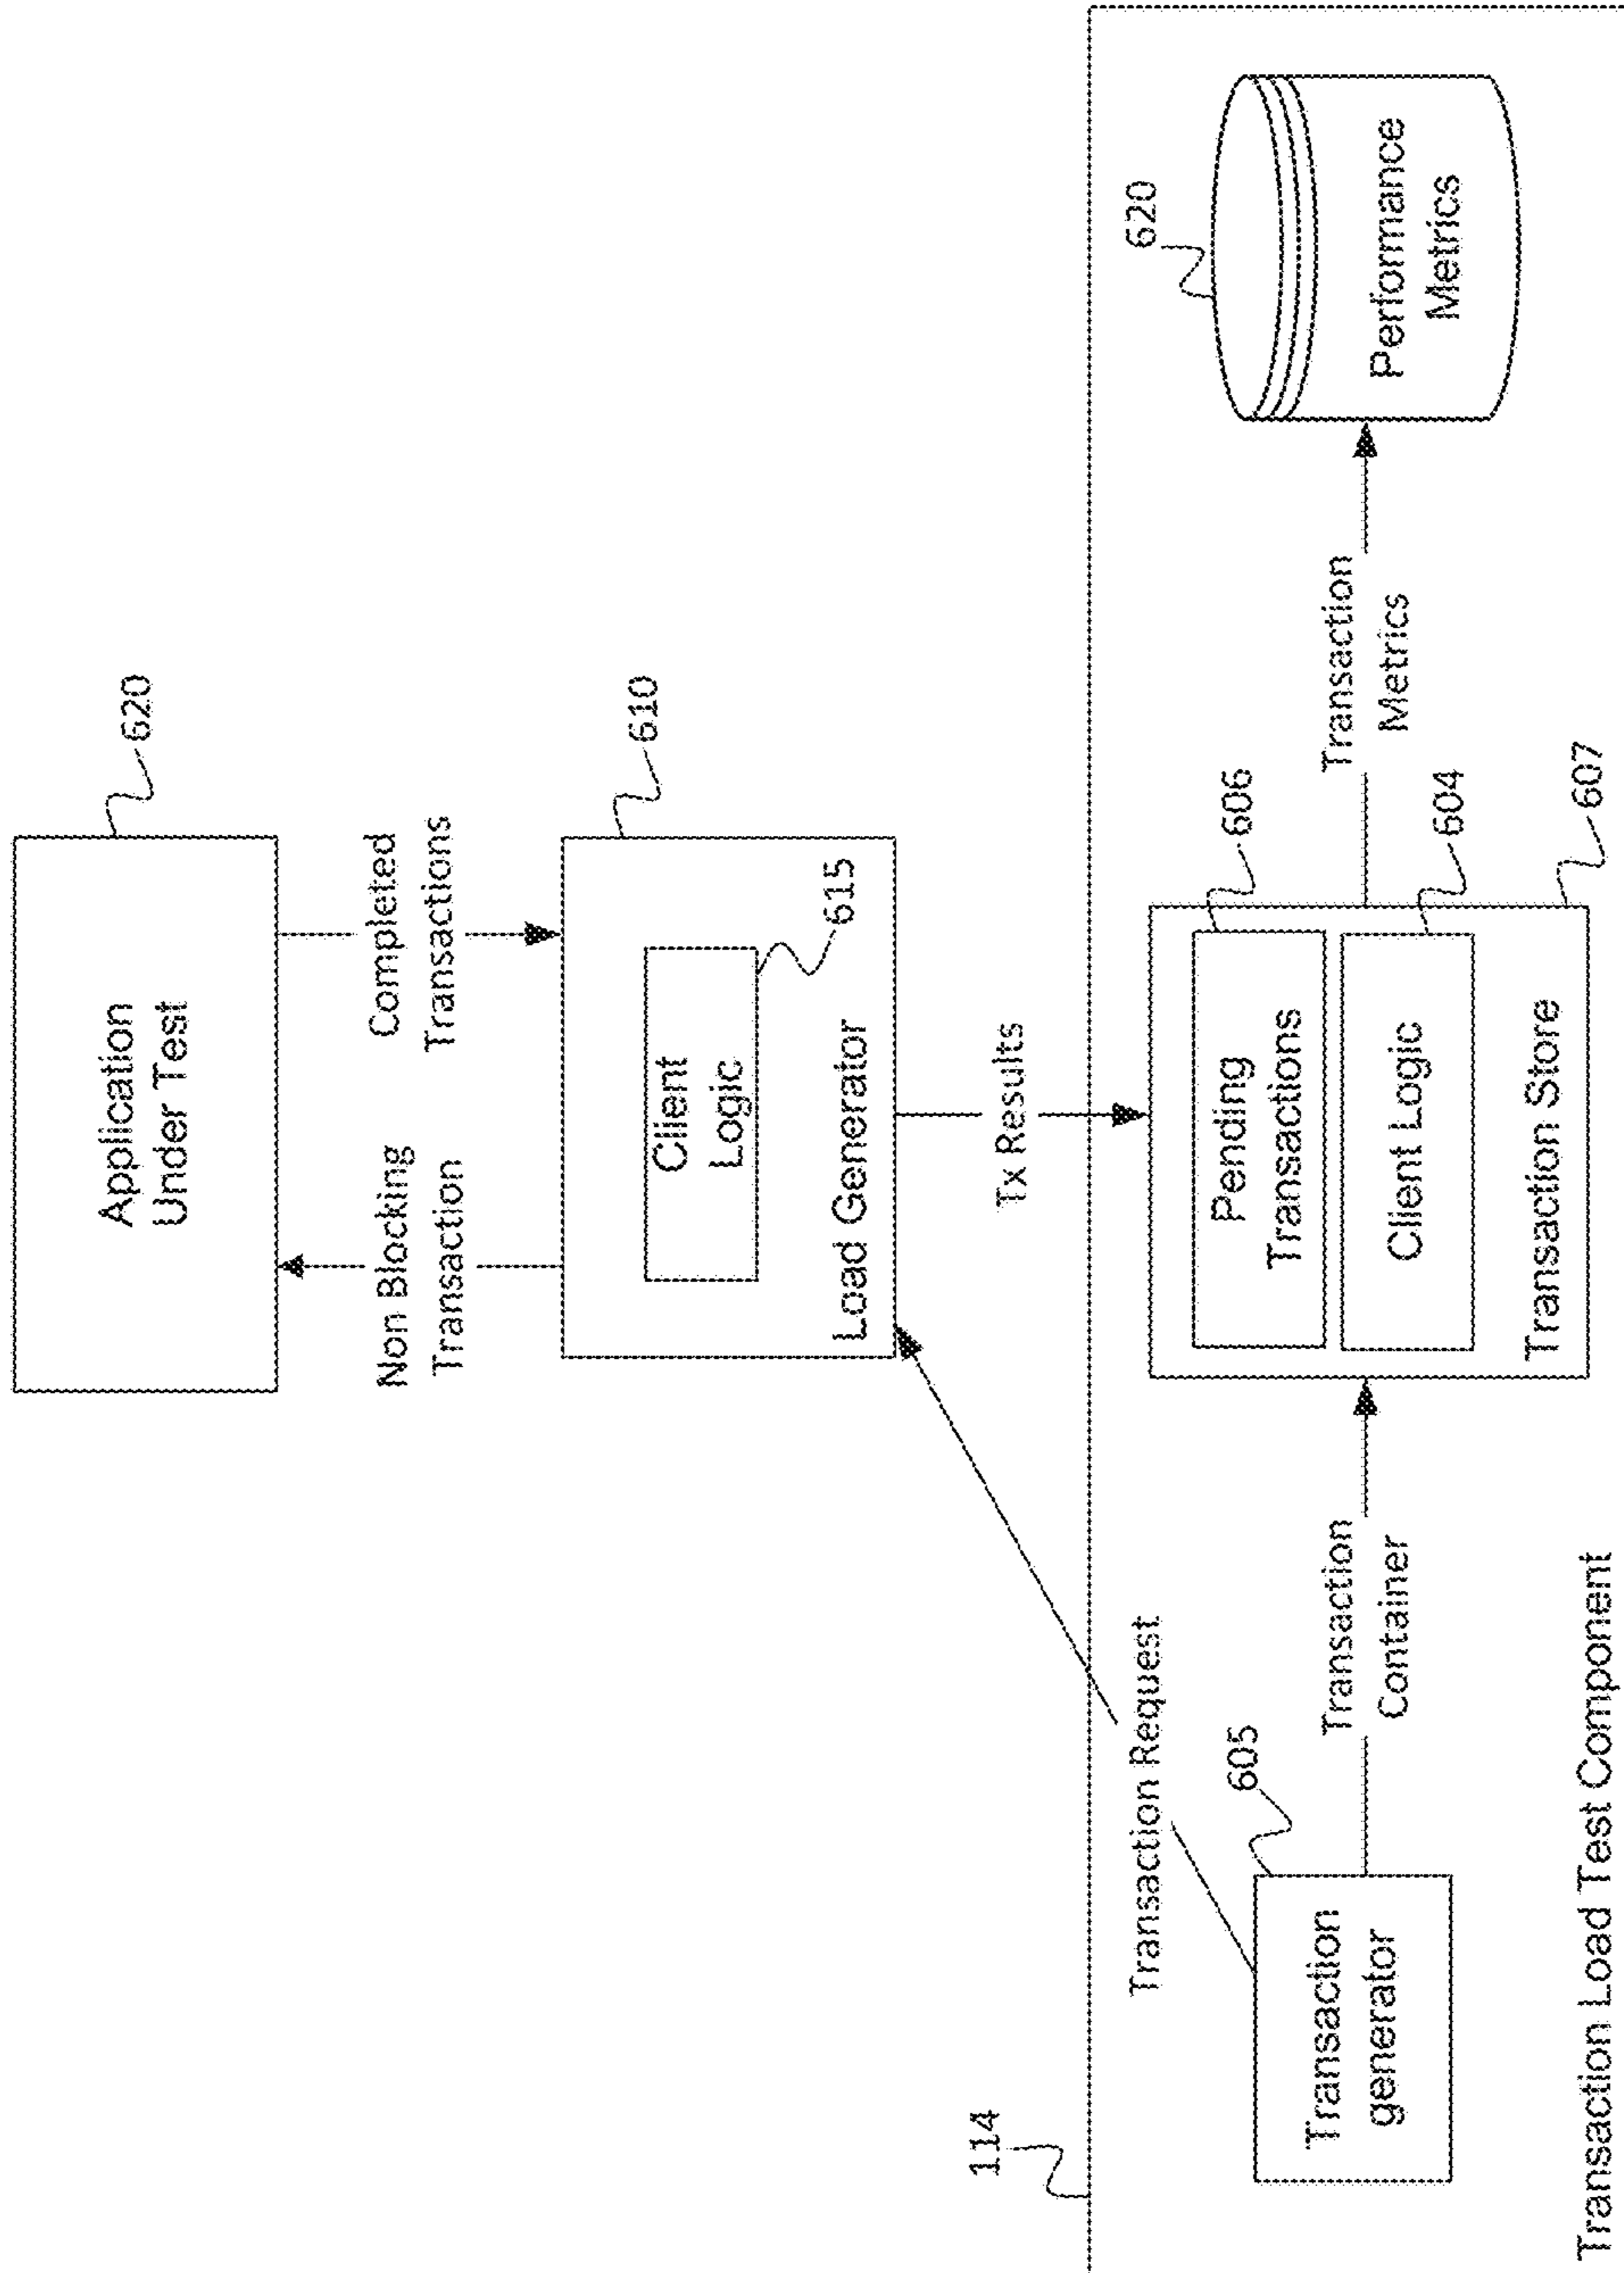 Application
Under Test
620
Non Blocking
Transaction
Completed
Transactions
610
Client
Logic
615
Load Generator
Transaction Request
Tx Results
114
Transaction
generator
605
Transaction
Container
Pending
Transactions
606
Client Logic
604
Transaction Store
607
Transaction
Metrics
620
Performance
Metrics
Transaction Load Test Component